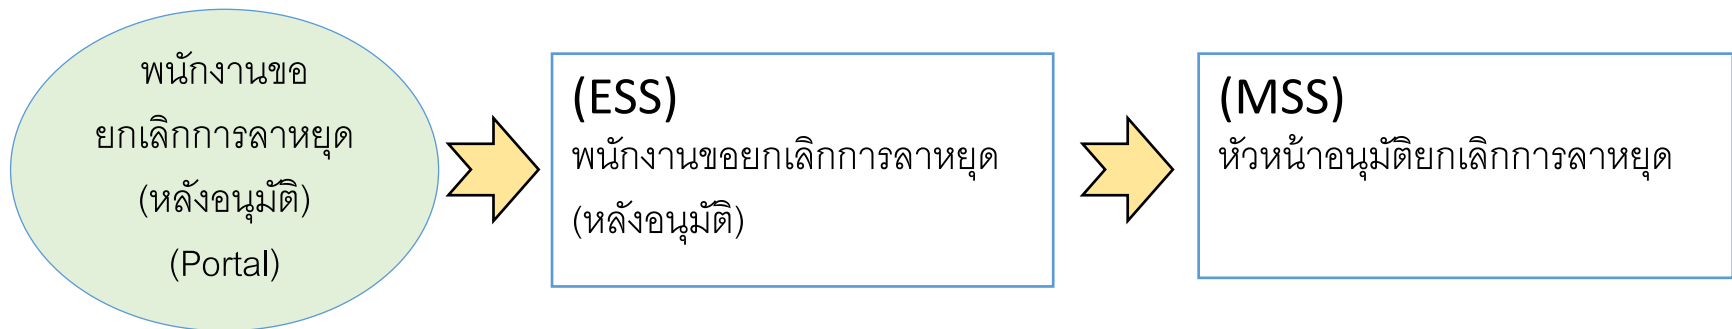 พนักงานขอ
ยกเลิกการลาหยุด
(หลังอนุมัติ)
(Portal)
(ESS)
พนักงานขอยกเลิกการลาหยุด
(หลังอนุมัติ)
(MSS)
หัวหน้าอนุมัติยกเลิกการลาหยุด